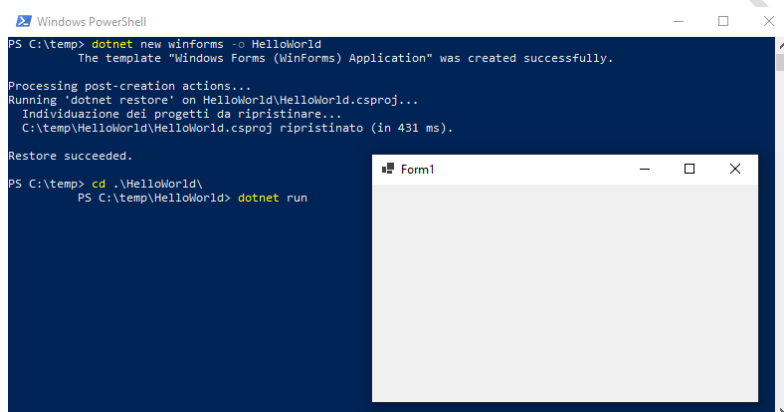 Windows PowerShell
PS C:\temp> dotnet new winforms -o HelloWorld
The template "Windows Forms (WinForms) Application" was created successfully.
Processing post-creation actions...
Running 'dotnet restore' on HelloWorld\HelloWorld.csproj...
Individuazione dei progetti da ripristinare...
C:\temp\HelloWorld\HelloWorld.csproj ripristinato (in 431 ms).
Restore succeeded.
PS C:\temp> cd .\HelloWorld\
PS C:\temp\HelloWorld> dotnet run
Form1